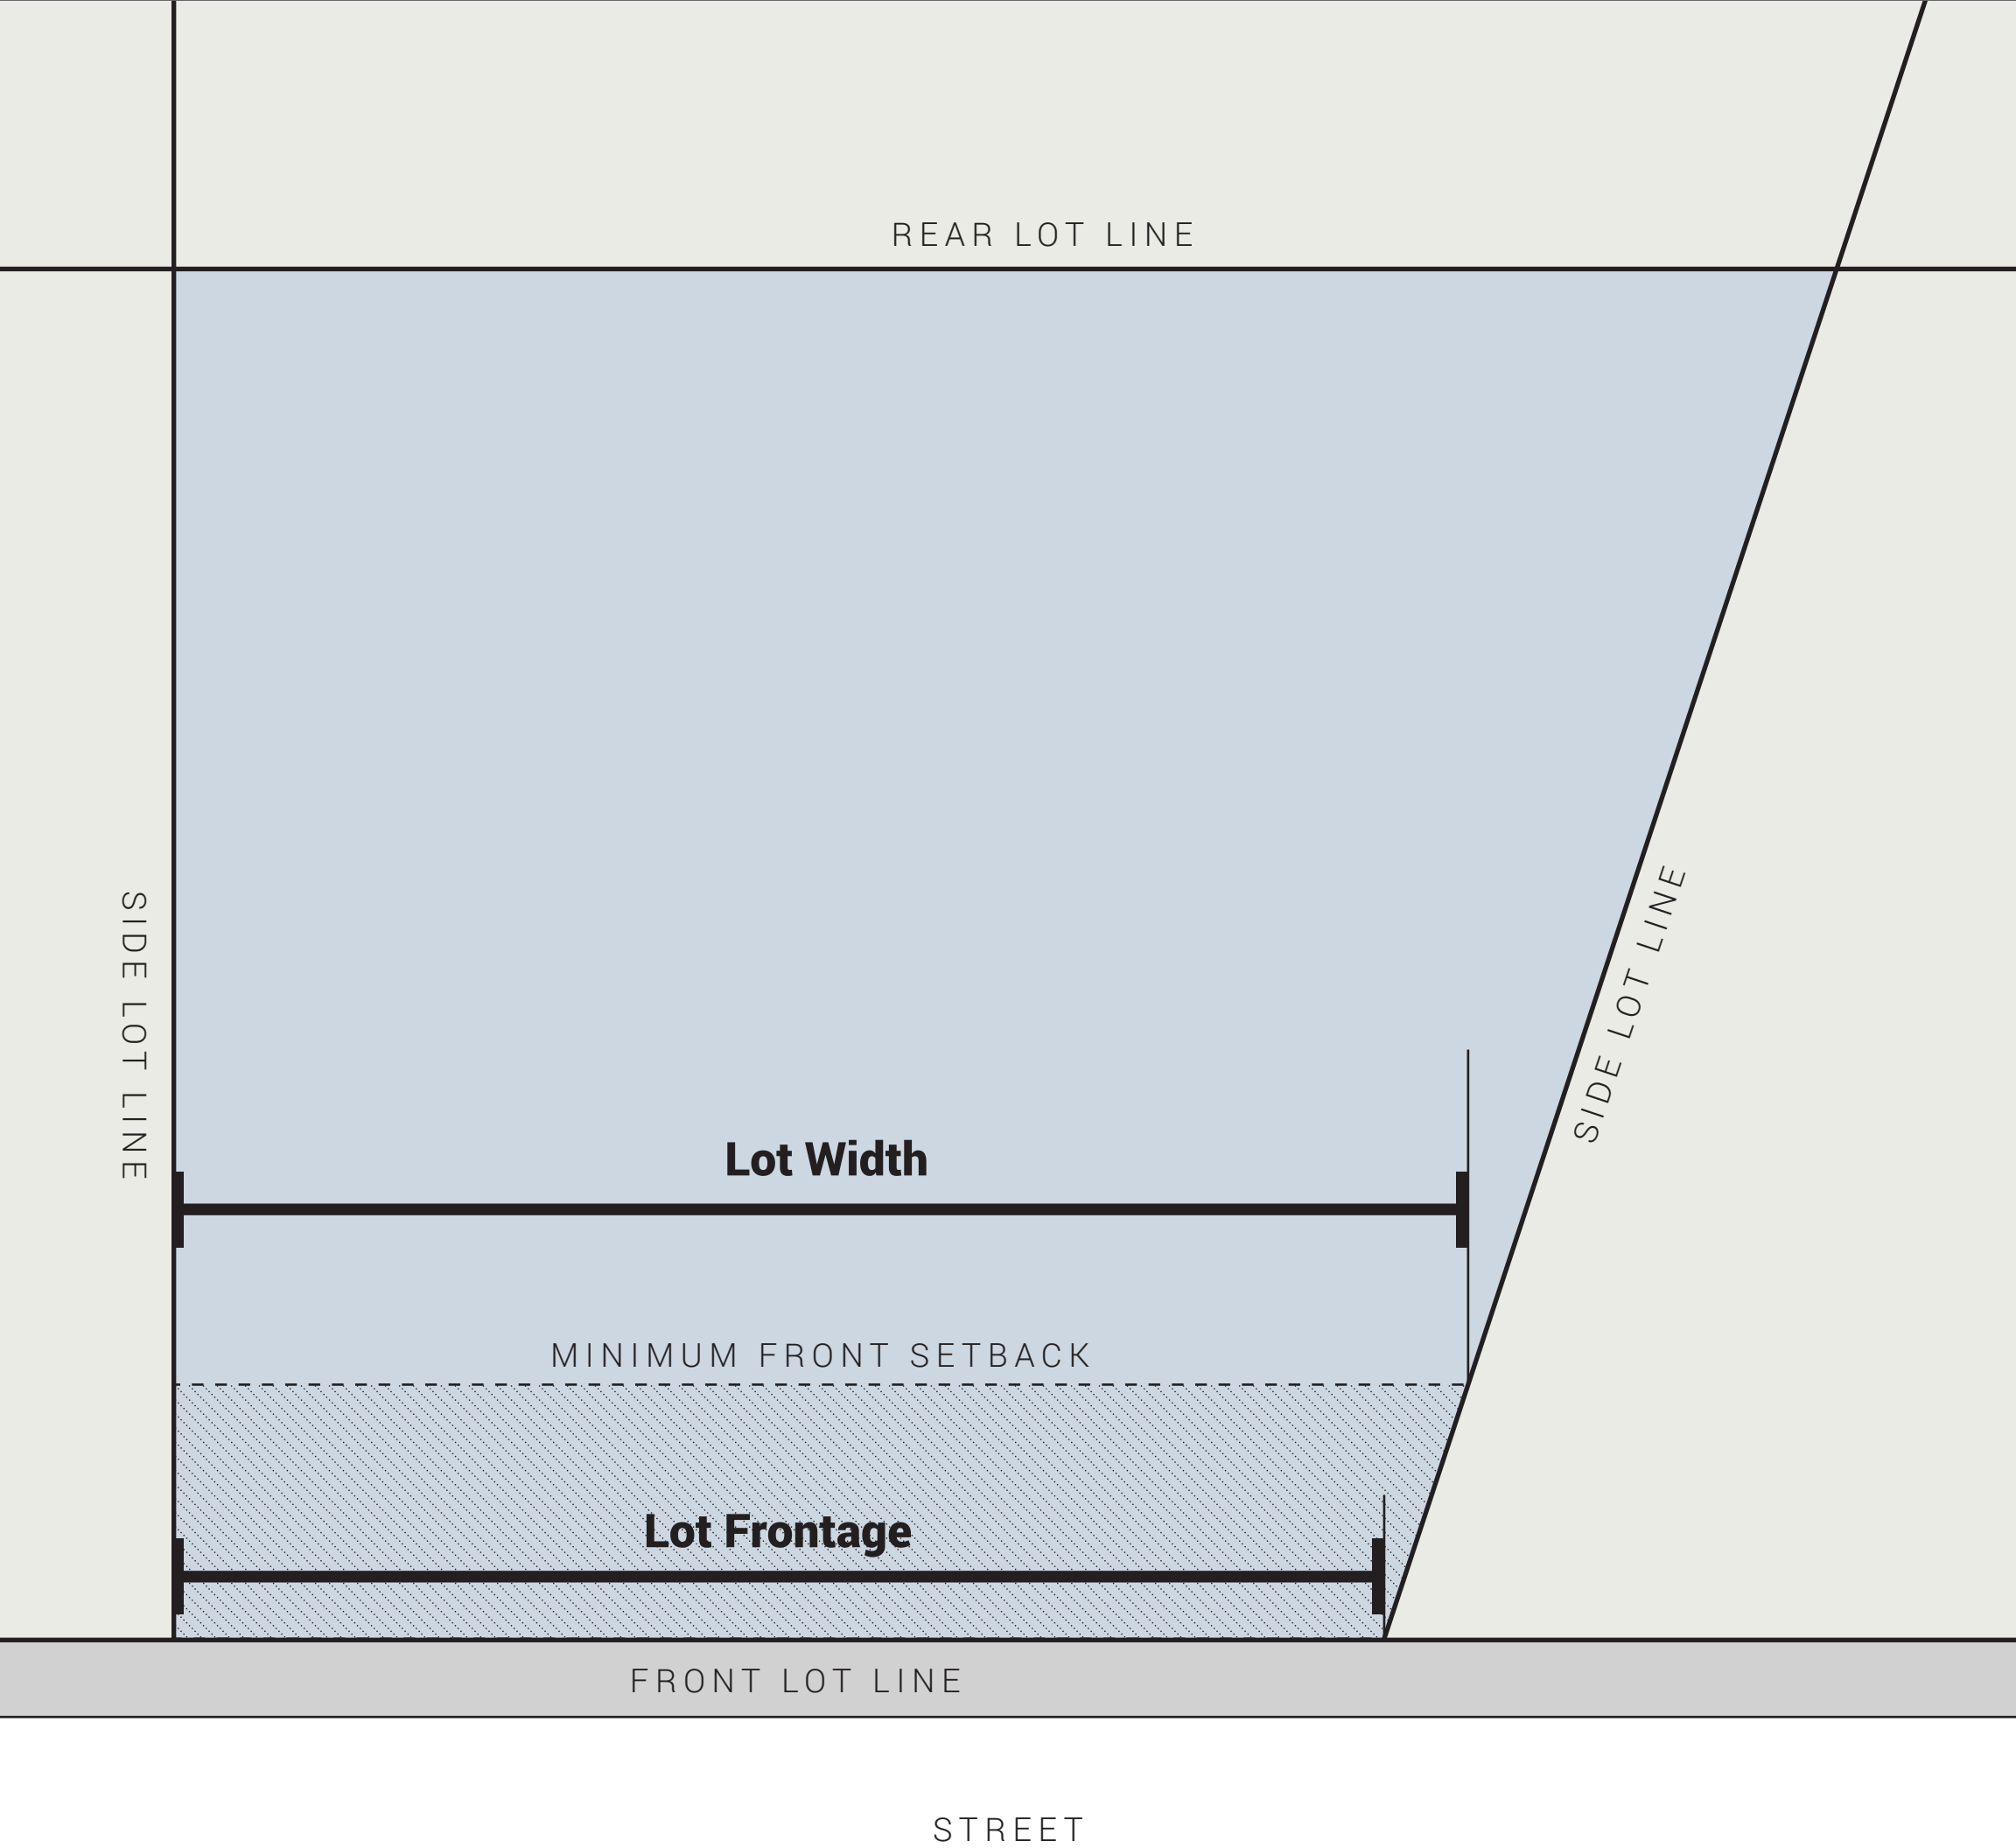 REAR LOT LINE
SIDE LOT LINE
SIDE LOT LINE
Lot Width
MINIMUM FRONT SETBACK
Lot Frontage
FRONT LOT LINE
STREET